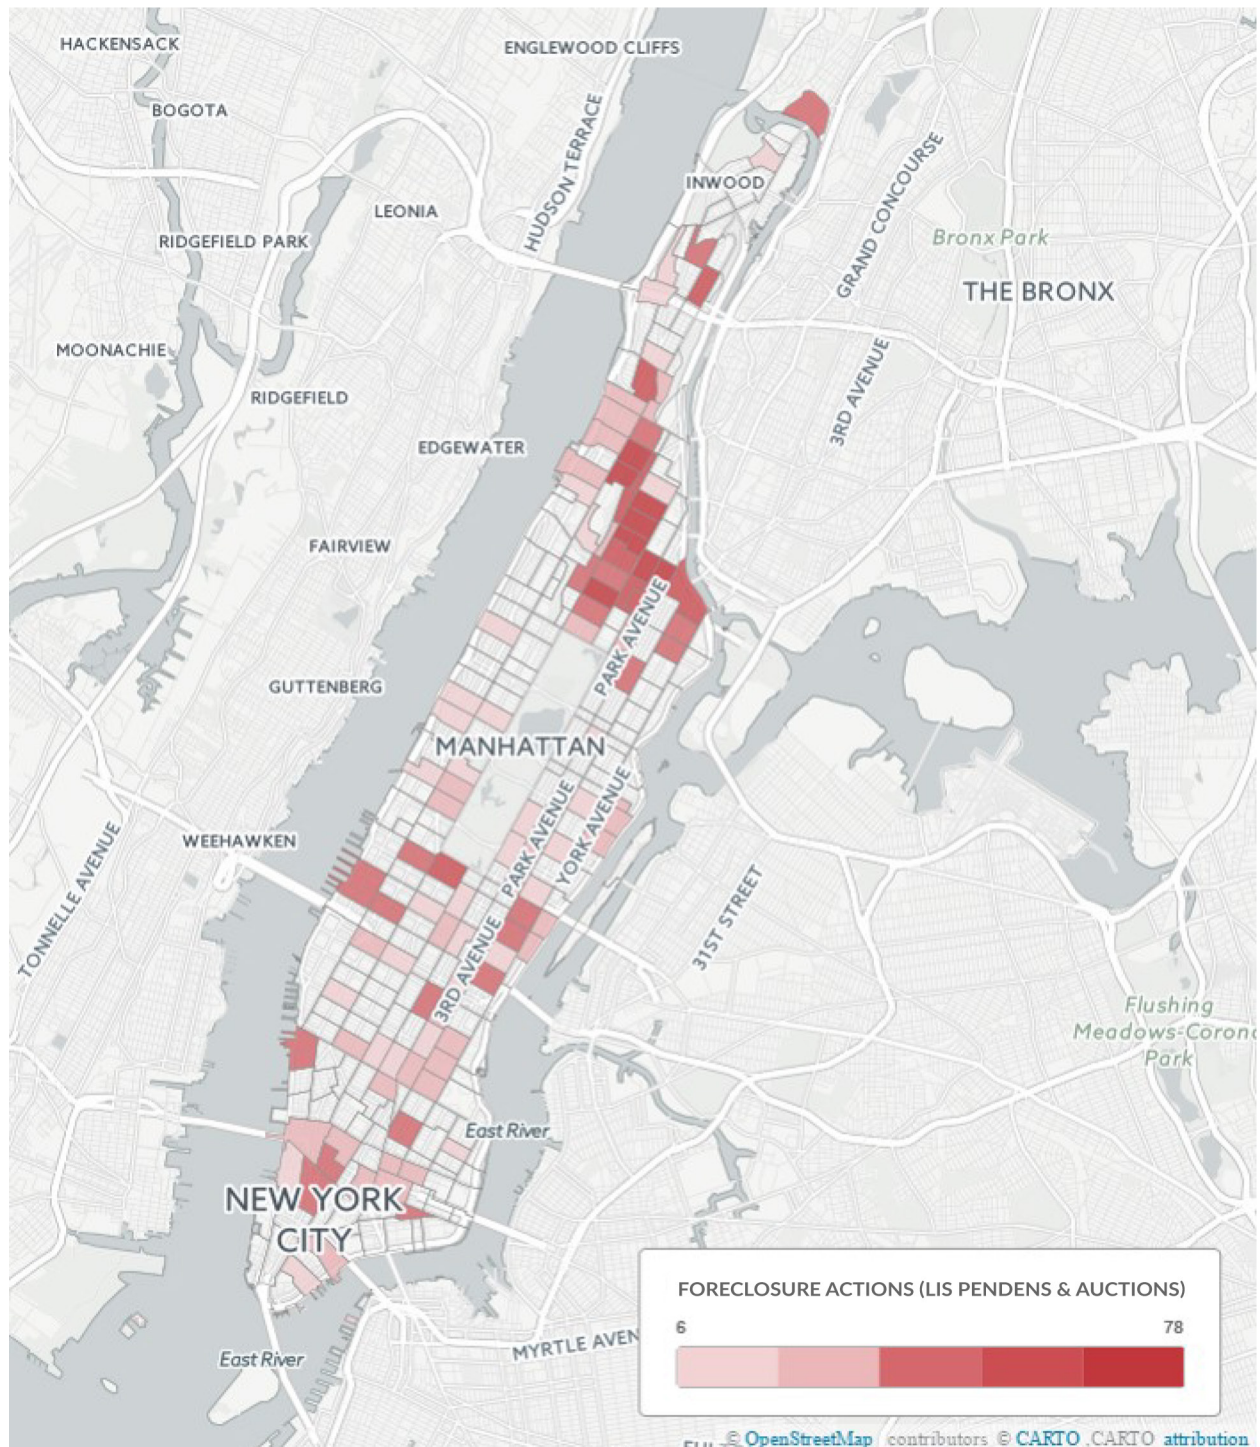 HACKENSACK
ENGLEWOOD CLIFFS
BOGOTA
HUDSON TERRACE
INWOOD
LEONIA
GRAND CONCOURSE
RIDGEFIELD PARK
Bronx Park
THE BRONX
MOONACHIE
3RD AVENUE
RIDGEFIELD
EDGEWATER
FAIRVIEW
PARK AVENUE
GUTTENBERG
MANHATTAN
PARK AVENUE
YORK AVENUE
WEEHAWKEN
TONNELLE AVENUE
31ST STREET
3RD AVENUE
Flushing
Meadows-Corona
Park
East River
NEW YORK
CITY
FORECLOSURE ACTIONS (LIS PENDENS & AUCTIONS)
6 78
MYRTLE AVEN
East River
© OpenStreetMap contributors © CARTO , CARTO attribution